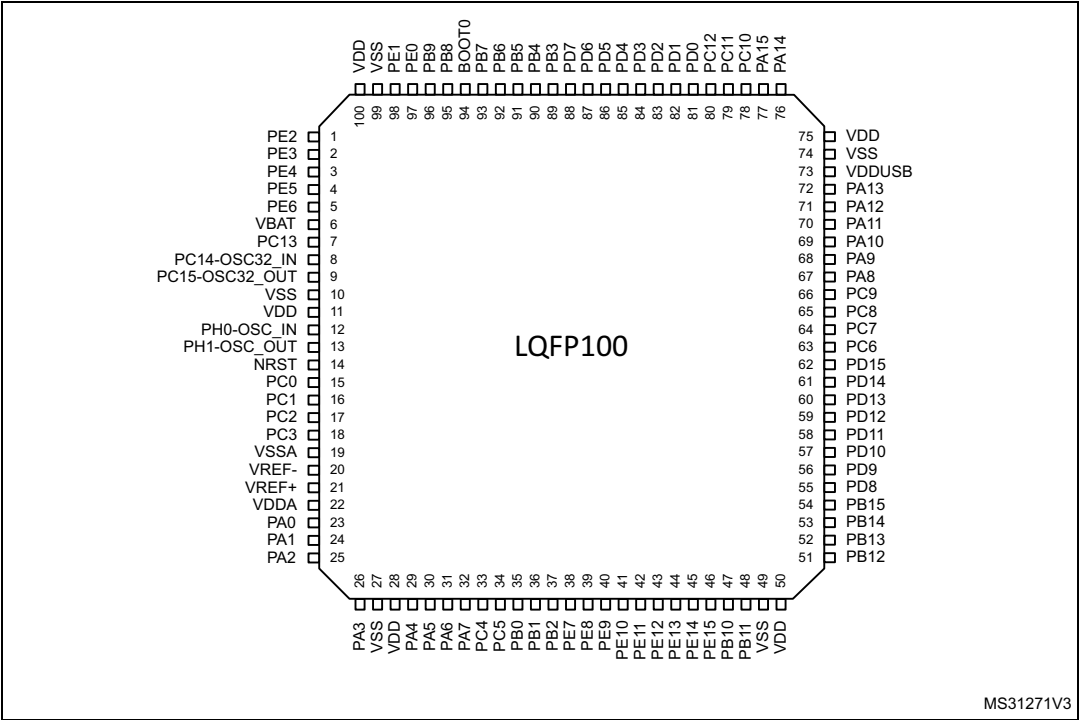 VDD VSS PE1 PE0 PB9 PB8 BOOT0 PB7 PB6 PB5 PB4 PB3 PD7 PD6 PD5 PD4 PD3 PD2 PD1 PD0 PC12 PC11 PC10 PA15 PA14
100 99 98 97 96 95 94 93 92 91 90 89 88 87 86 85 84 83 82 81 80 79 78 77 76
PE2 1
PE3 2
PE4 3
PE5 4
PE6 5
VBAT 6
PC13 7
PC14-OSC32_IN 8
PC15-OSC32_OUT 9
VSS 10
VDD 11
PH0-OSC_IN 12
PH1-OSC_OUT 13
NRST 14
PC0 15
PC1 16
PC2 17
PC3 18
VSSA 19
VREF- 20
VREF+ 21
VDDA 22
PA0 23
PA1 24
PA2 25
LQFP100
75 VDD
74 VSS
73 VDDUSB
72 PA13
71 PA12
70 PA11
69 PA10
68 PA9
67 PA8
66 PC9
65 PC8
64 PC7
63 PC6
62 PD15
61 PD14
60 PD13
59 PD12
58 PD11
57 PD10
56 PD9
55 PD8
54 PB15
53 PB14
52 PB13
51 PB12
26 27 28 29 30 31 32 33 34 35 36 37 38 39 40 41 42 43 44 45 46 47 48 49 50
PA3 VSS VDD PA4 PA5 PA6 PA7 PC4 PC5 PB0 PB1 PB2 PE7 PE8 PE9 PE10 PE11 PE12 PE13 PE14 PE15 PB10 PB11 VSS VDD
MS31271V3